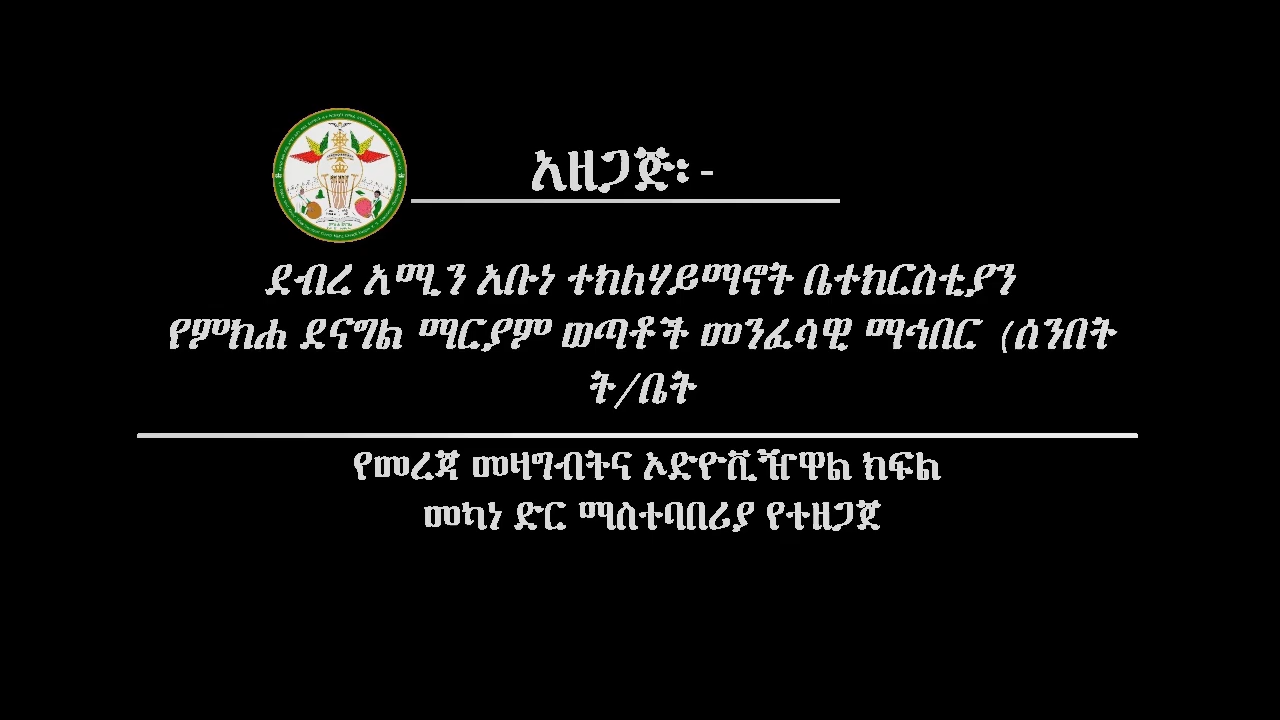 አዘጋጅ፡ -
ደብረ አሚን አቡነ ተክለሃይማኖት ቤተክርስቲያን
የምክሐ ደናግል ማርያም ወጣቶች መንፈሳዊ ማኅበር (ሰንበት
ት/ቤት
የመረጃ መዛግብትና ኦድዮቪዥዋል ክፍል
መካነ ድር ማስተባበሪያ የተዘጋጀ